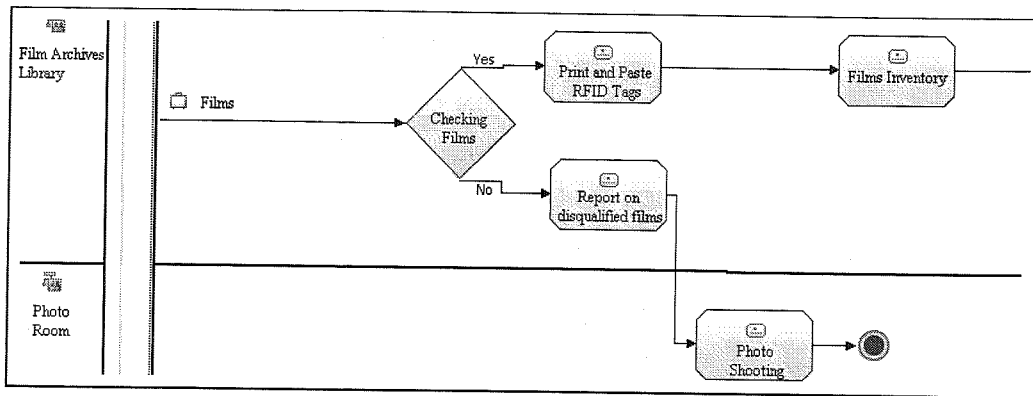 Film Archives
Library
Films
Checking
Films
Yes
Print and Paste
RFID Tags
Films Inventory
No
Report on
disqualified films
Photo
Room
Photo
Shooting